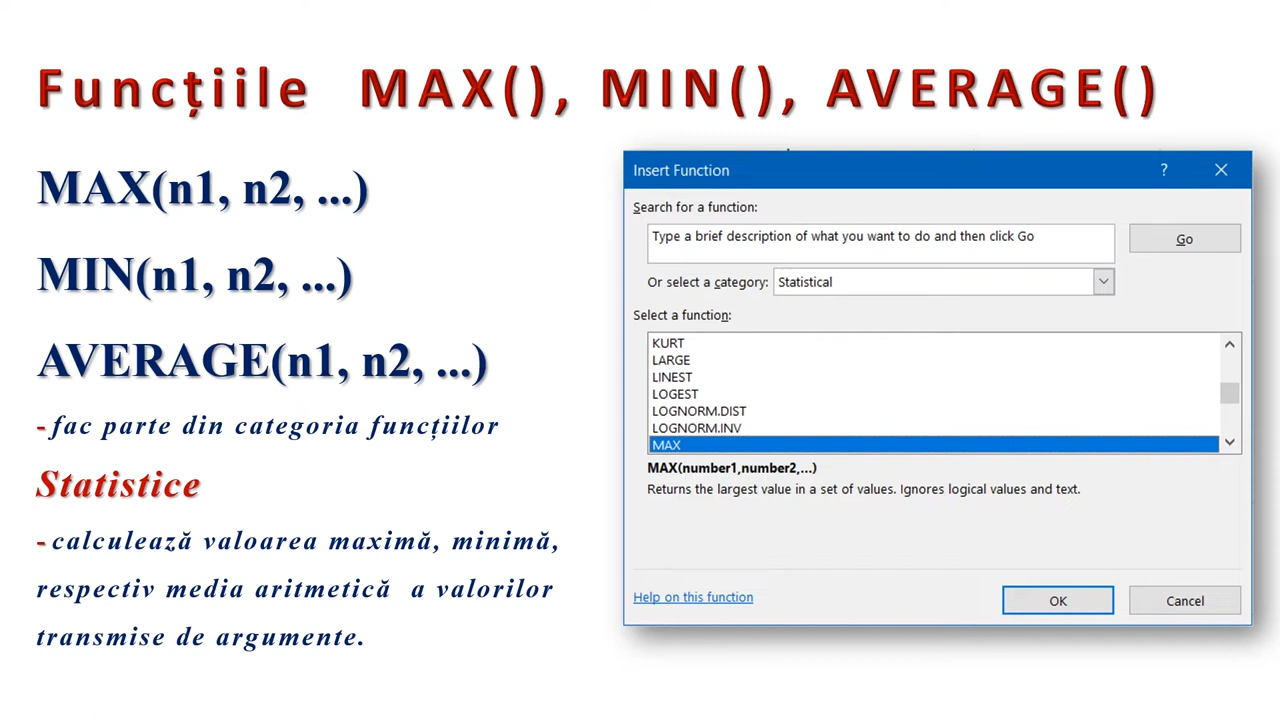 Funcțiile MAX(), MIN(), AVERAGE()
MAX(n1, n2, ...)
MIN(n1, n2, ...)
AVERAGE(n1, n2, ...)
-fac parte din categoria funcțiilor
Statistice
-calculează valoarea maximă, minimă,
respectiv media aritmetică a valorilor
transmise de argumente.
Insert Function ?
Search for a function:
Type a brief description of what you want to do and then click Go
Go
Or select a category: Statistical
Select a function:
KURT
LARGE
LINEST
LOGEST
LOGNORM.DIST
LOGNORM.INV
MAX
MAX(number1,number2,...)
Returns the largest value in a set of values. Ignores logical values and text.
Help on this function
OK
Cancel